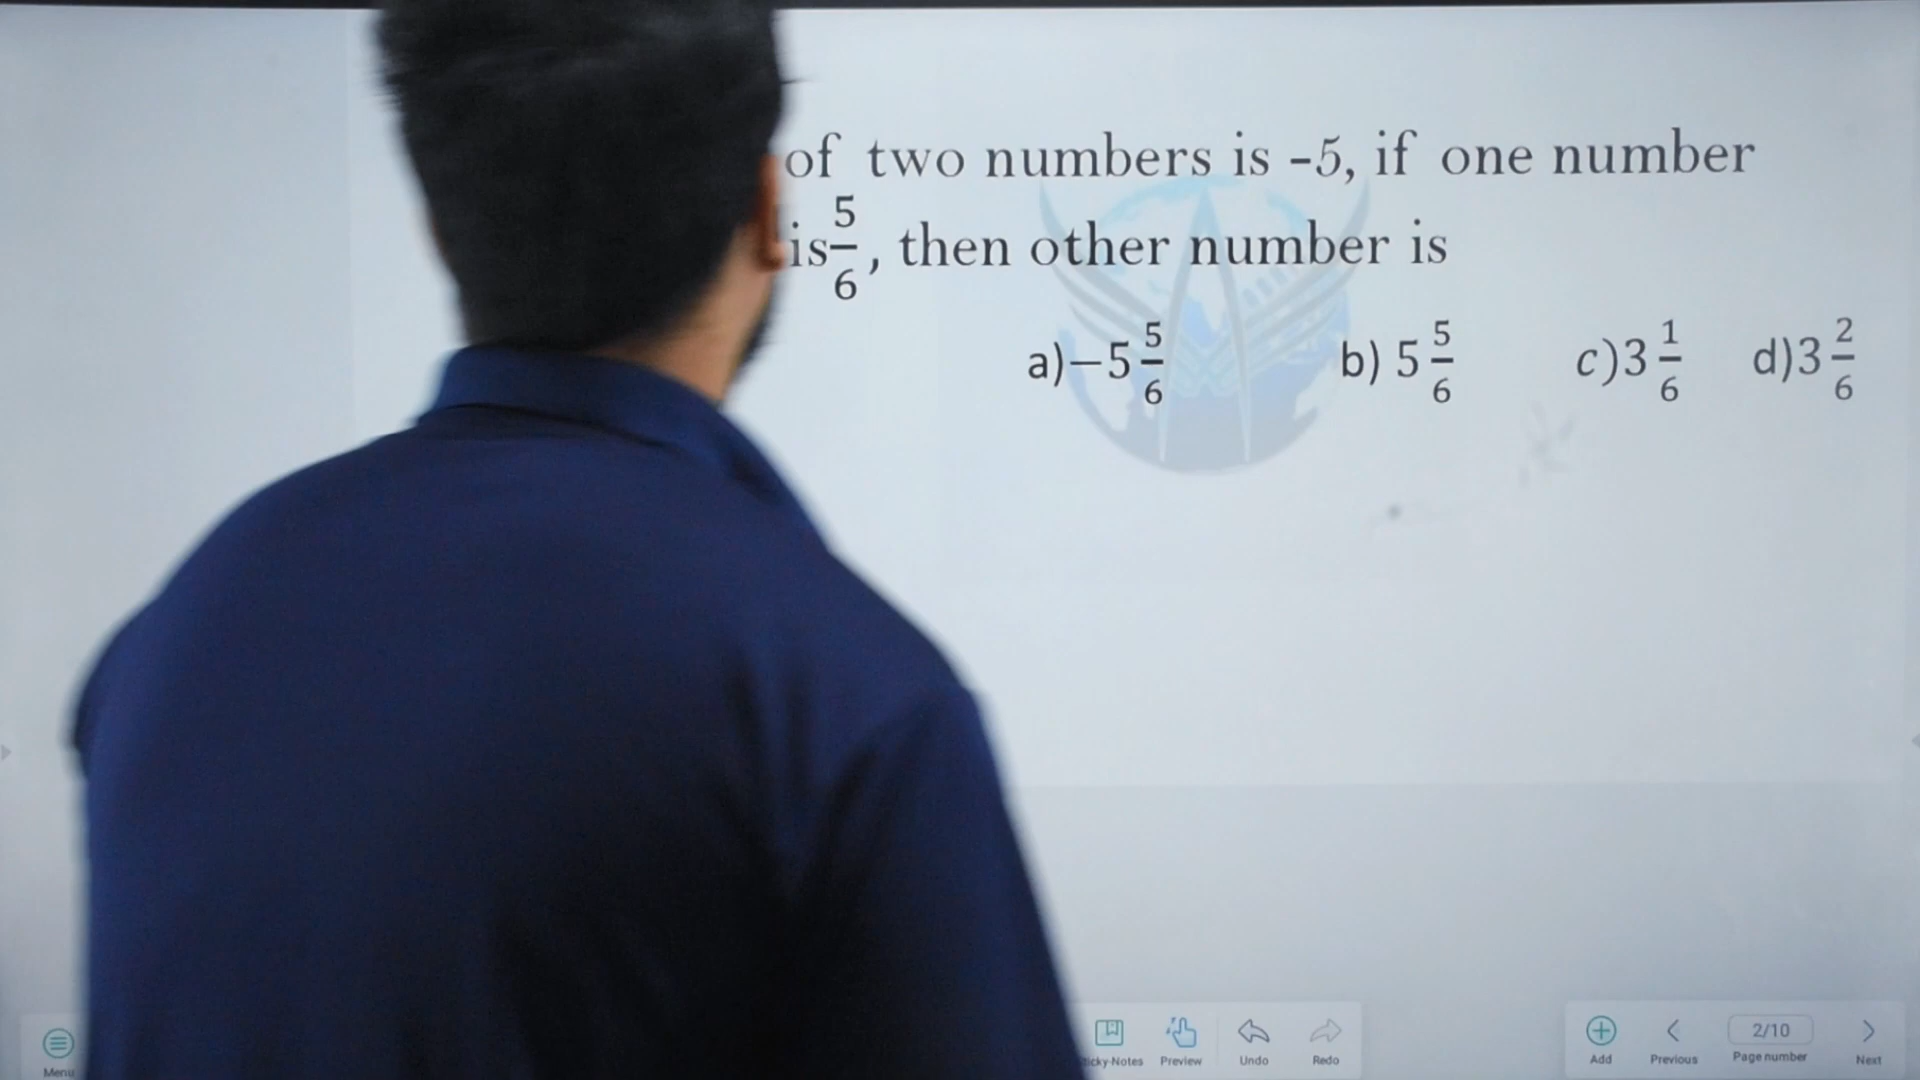 of two numbers is -5, if one number
is 5/6, then other number is
a)−5 5/6 b) 5 5/6 c)3 1/6 d)3 2/6
Menu Preview Undo Redo Add Previous 2/10 Page number Next